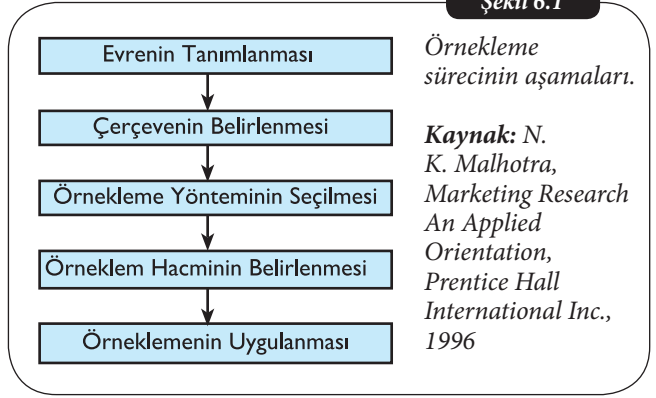 Şekil 6.1
Evrenin Tanımlanması
Çerçevenin Belirlenmesi
Örnekleme Yönteminin Seçilmesi
Örneklem Hacminin Belirlenmesi
Örneklemenin Uygulanması
Örnekleme
sürecinin aşamaları.
Kaynak: N.
K. Malhotra,
Marketing Research
An Applied
Orientation,
Prentice Hall
International Inc.,
1996